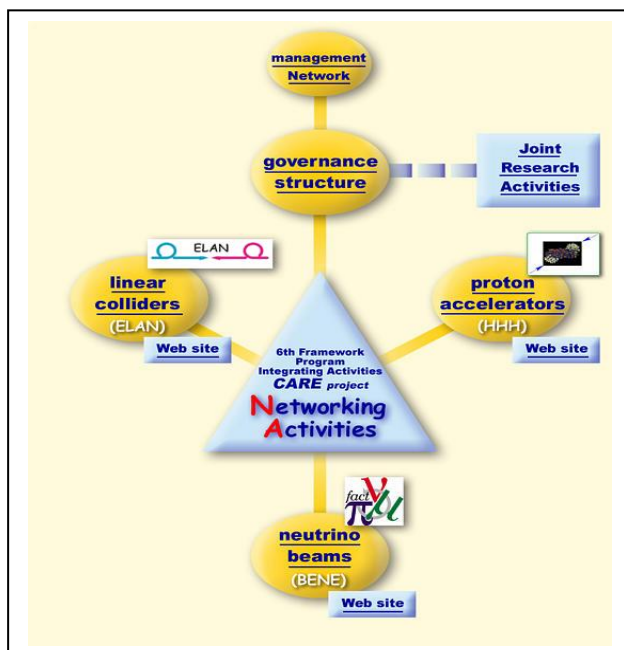 management
Network
governance
structure
Joint
Research
Activities
ELAN
linear
colliders
(ELAN)
Web site
proton
accelerators
(HHH)
Web site
6th Framework
Program
Integrating Activities
CARE project
Networking
Activities
fact
πνμ
neutrino
beams
(BENE)
Web site